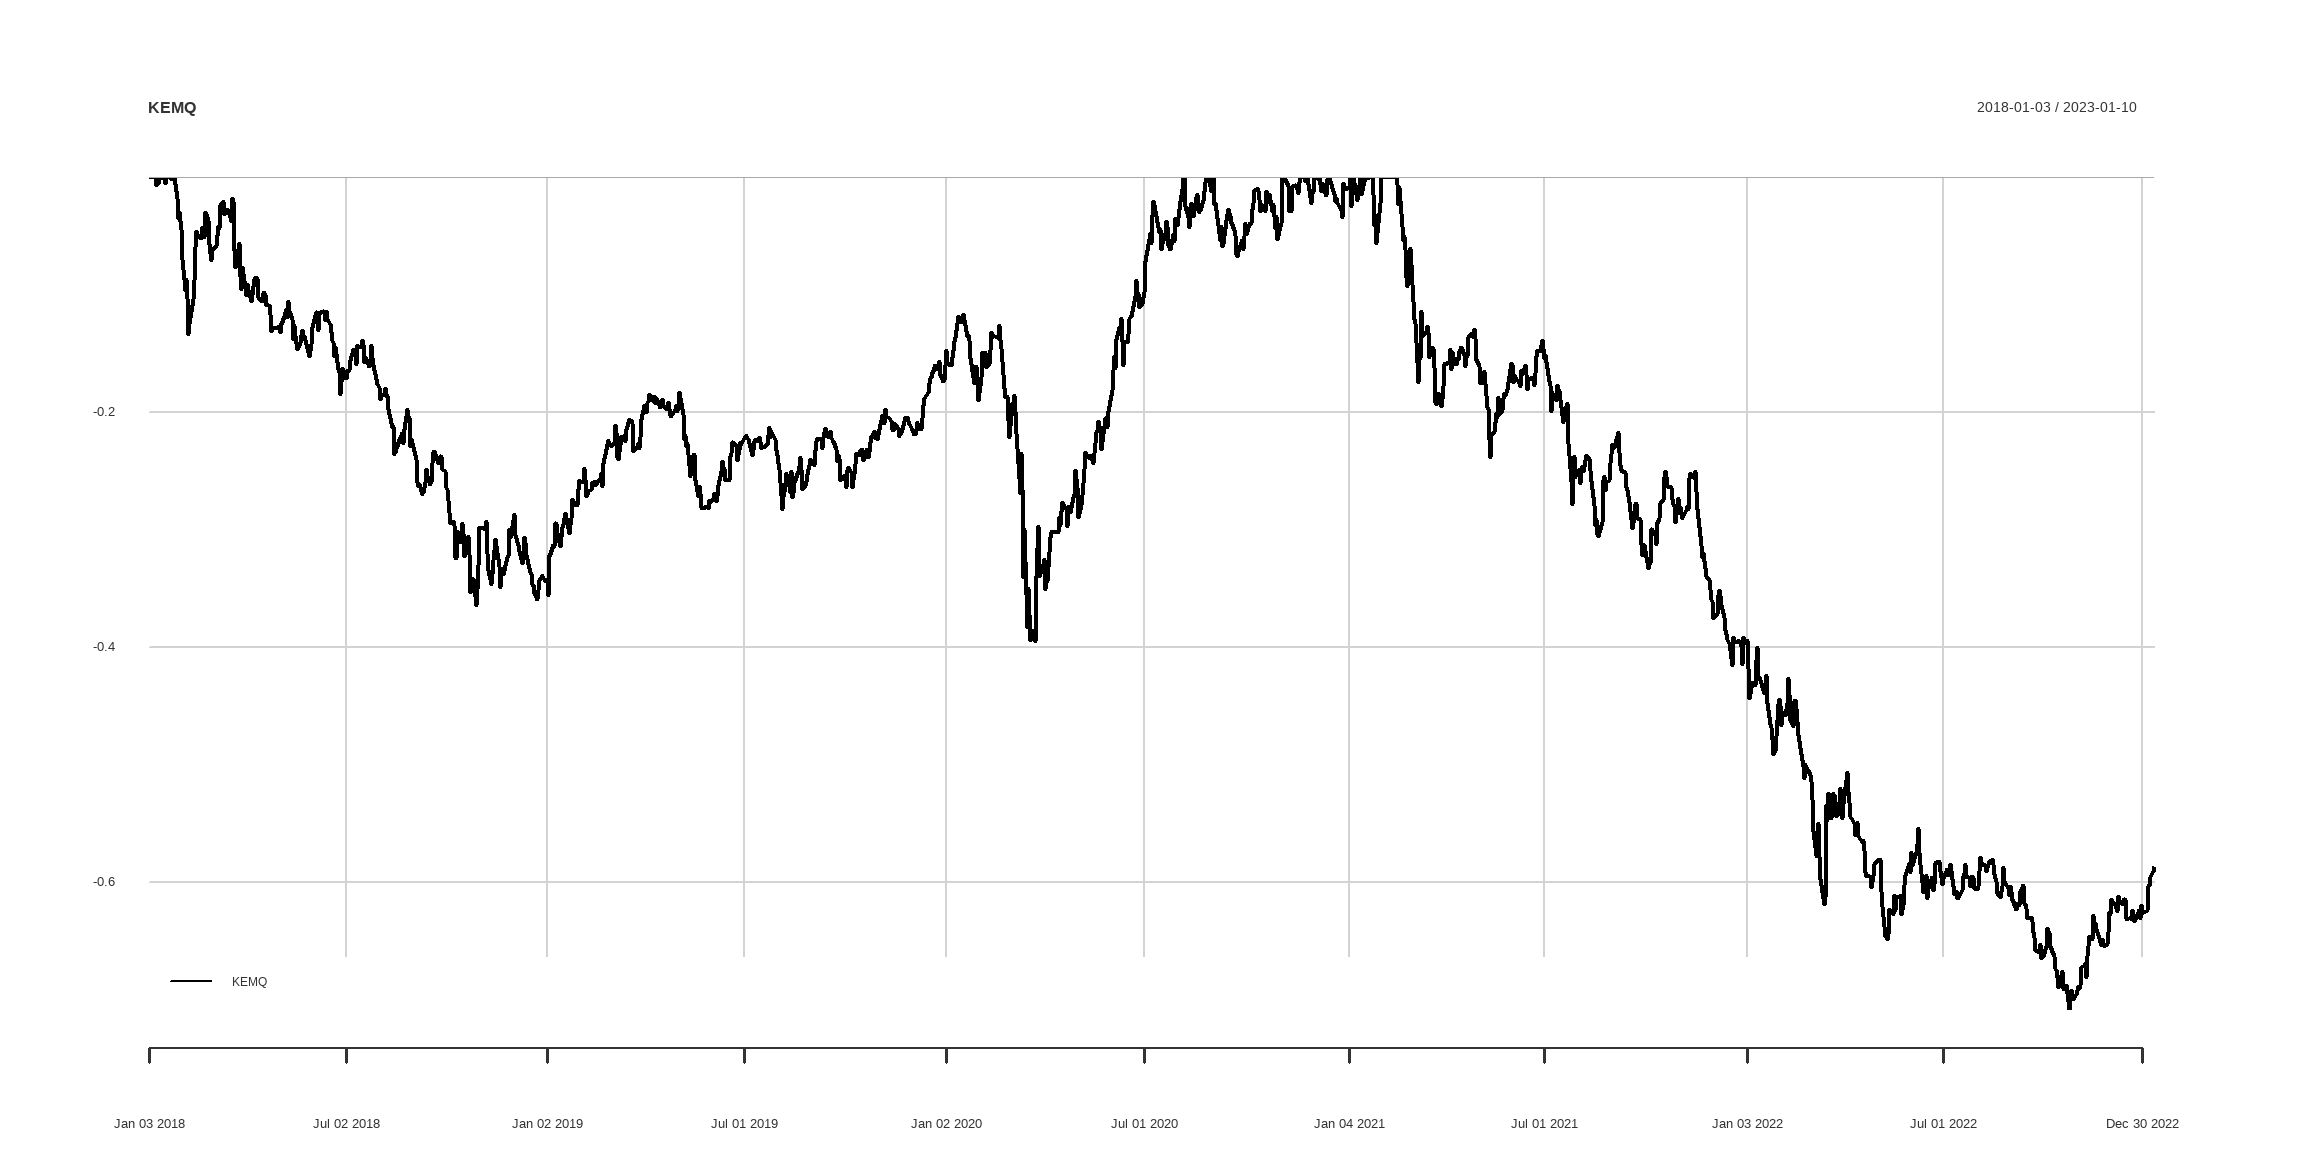 KEMQ
2018-01-03 / 2023-01-10
-0.2
-0.4
-0.6
KEMQ
Jan 03 2018
Jul 02 2018
Jan 02 2019
Jul 01 2019
Jan 02 2020
Jul 01 2020
Jan 04 2021
Jul 01 2021
Jan 03 2022
Jul 01 2022
Dec 30 2022